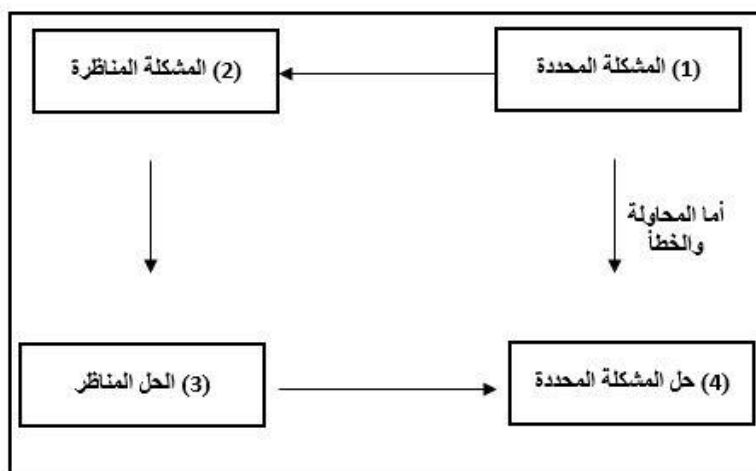 (1) المشكلة المحددة
(2) المشكلة المناظرة
أما المحاولة
والخطأ
(4) حل المشكلة المحددة
(3) الحل المناظر